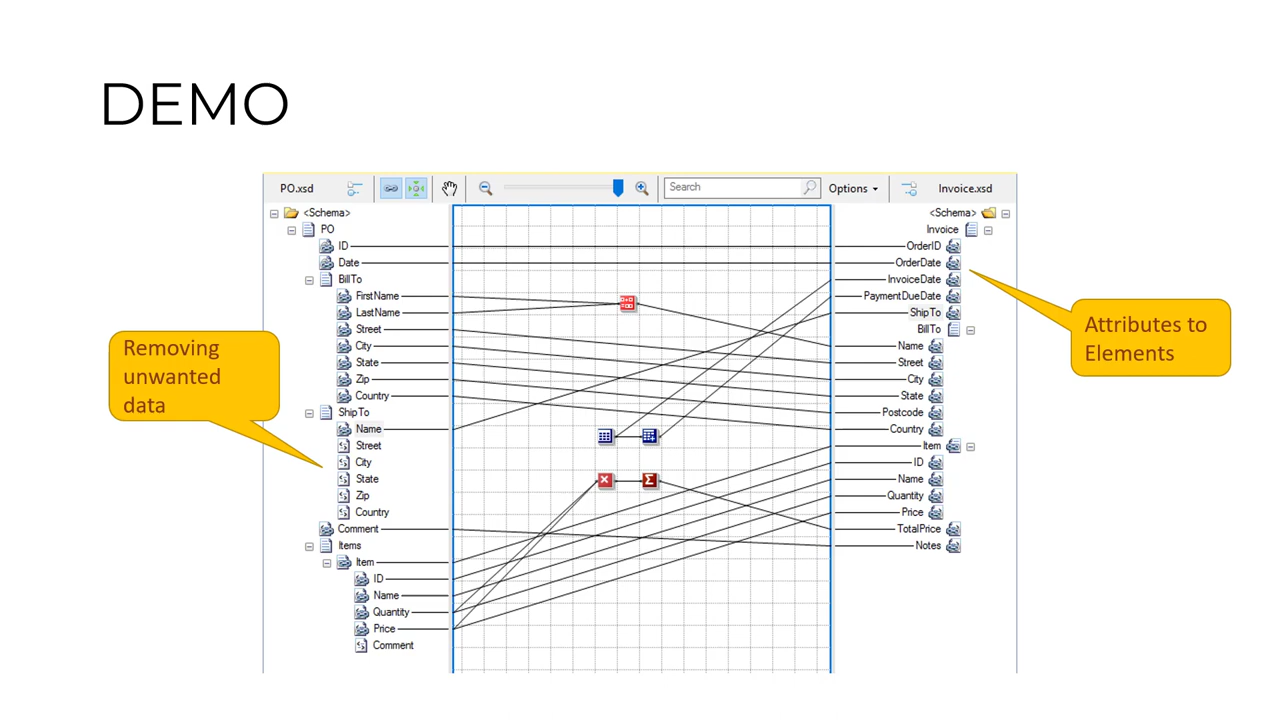 DEMO
PO.xsd
Search
Options
Invoice.xsd
<Schema>
PO
ID
Date
BillTo
FirstName
LastName
Street
City
State
Zip
Country
ShipTo
Name
Street
City
State
Zip
Country
Comment
Items
Item
ID
Name
Quantity
Price
Comment
<Schema>
Invoice
OrderID
OrderDate
InvoiceDate
PaymentDueDate
ShipTo
BillTo
Name
Street
City
State
Postcode
Country
Item
ID
Name
Quantity
Price
TotalPrice
Notes
Removing
unwanted
data
Attributes to
Elements